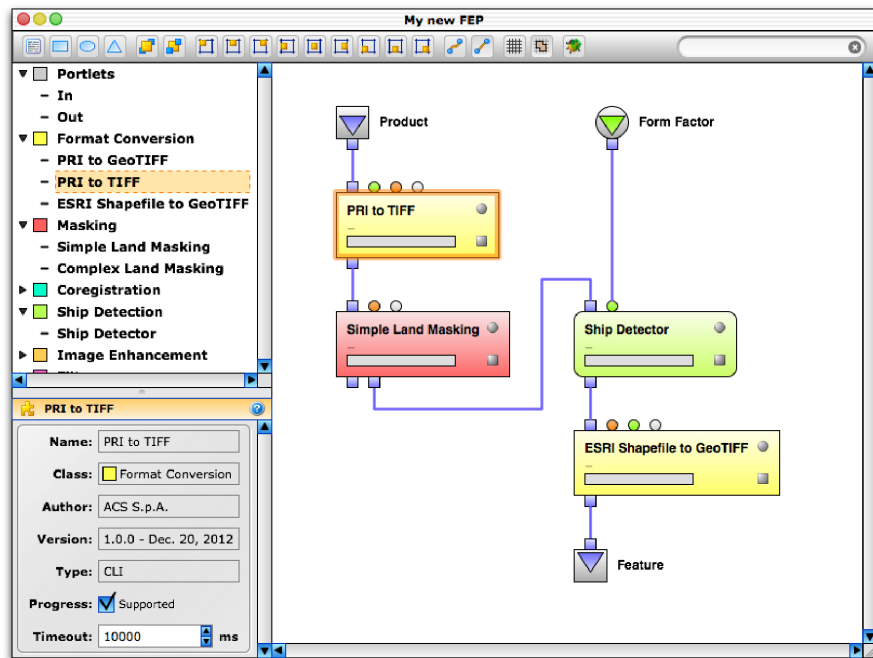 My new FEP
Portlets
– In
– Out
Format Conversion
– PRI to GeoTIFF
– PRI to TIFF
– ESRI Shapefile to GeoTIFF
Masking
– Simple Land Masking
– Complex Land Masking
Coregistration
Ship Detection
– Ship Detector
Image Enhancement
PRI to TIFF
Name: PRI to TIFF
Class: Format Conversion
Author: ACS S.p.A.
Version: 1.0.0 - Dec. 20, 2012
Type: CLI
Progress: Supported
Timeout: 10000 ms
Product
Form Factor
PRI to TIFF
Simple Land Masking
Ship Detector
ESRI Shapefile to GeoTIFF
Feature